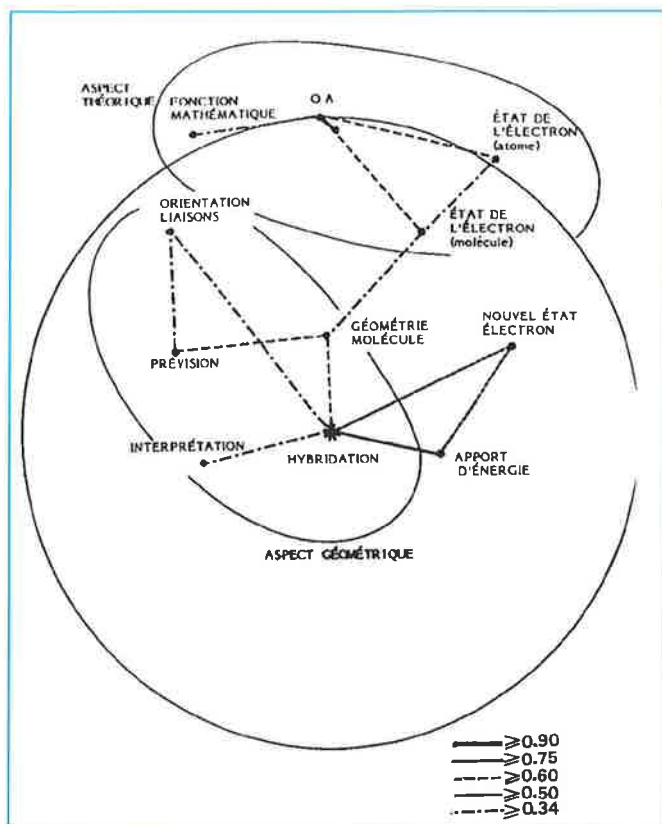 ASPECT
THÉORIQUE
FONCTION
MATHÉMATIQUE
O A
ÉTAT DE
L'ÉLECTRON
(atome)
ORIENTATION
LIAISONS
ÉTAT DE
L'ÉLECTRON
(molécule)
NOUVEL ÉTAT
ÉLECTRON
GÉOMÉTRIE
MOLÉCULE
PRÉVISION
INTERPRÉTATION
HYBRIDATION
APPORT
D'ÉNERGIE
ASPECT GÉOMÉTRIQUE
⩾0.90
⩾0.75
⩾0.60
⩾0.50
⩾0.34